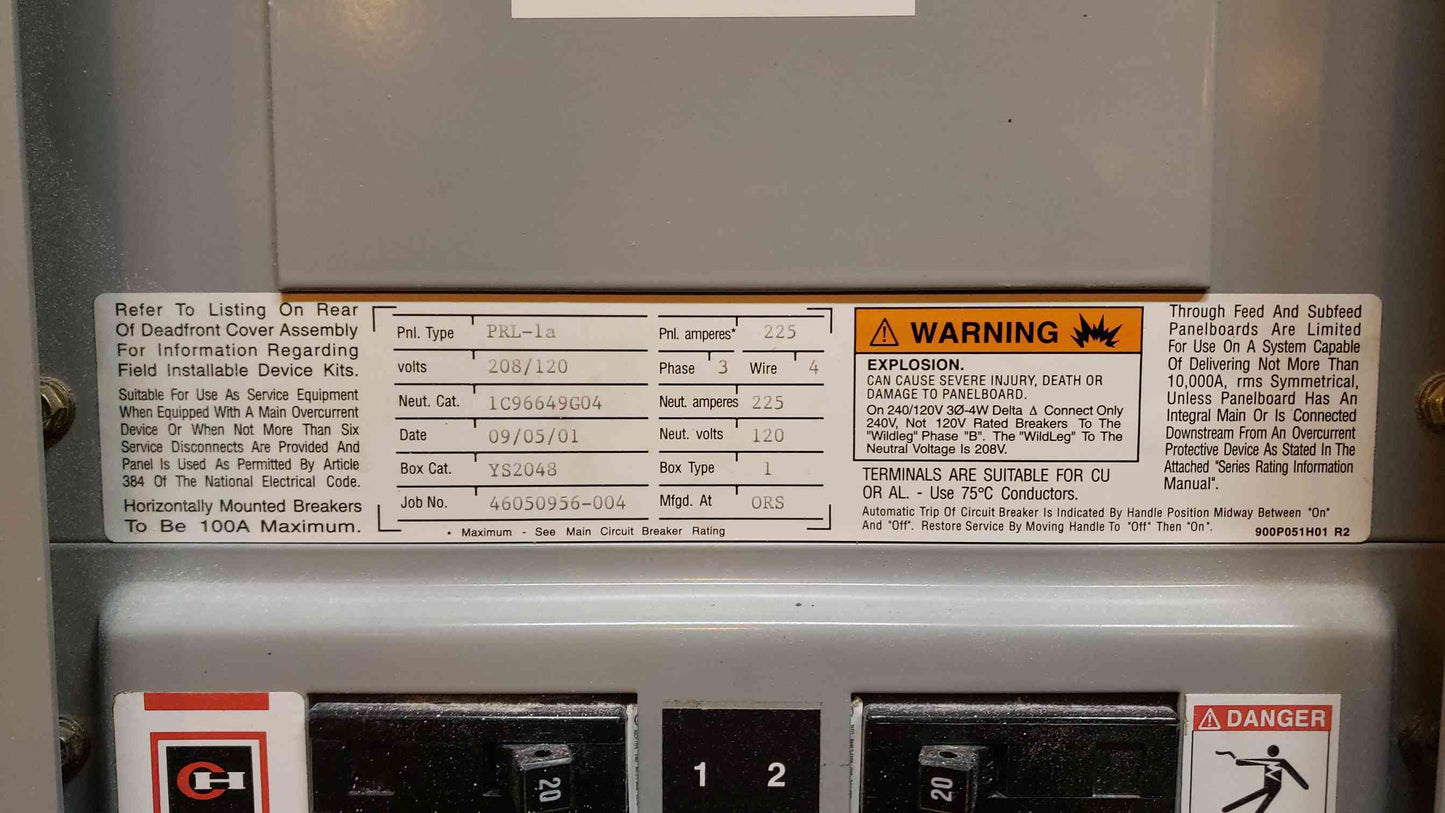 Refer To Listing On Rear
Of Deadfront Cover Assembly
For Information Regarding
Field Installable Device Kits.
Suitable For Use As Service Equipment
When Equipped With A Main Overcurrent
Device Or When Not More Than Six
Service Disconnects Are Provided And
Panel Is Used As Permitted By Article
384 Of The National Electrical Code.
Horizontally Mounted Breakers
To Be 100A Maximum.
Pnl. Type PRL-1a Pnl. amperes* 225
volts 208/120 Phase 3 Wire 4
Neut. Cat. 1C96649G04 Neut. amperes 225
Date 09/05/01 Neut. volts 120
Box Cat. YS2048 Box Type 1
Job No. 46050956-004 Mfgd. At ORS
* Maximum - See Main Circuit Breaker Rating
⚠ WARNING
EXPLOSION.
CAN CAUSE SEVERE INJURY, DEATH OR
DAMAGE TO PANELBOARD.
On 240/120V 3Ø-4W Delta Δ Connect Only
240V, Not 120V Rated Breakers To The
"Wildleg" Phase "B". The "WildLeg" To The
Neutral Voltage Is 208V.
TERMINALS ARE SUITABLE FOR CU
OR AL. - Use 75°C Conductors.
Automatic Trip Of Circuit Breaker Is Indicated By Handle Position Midway Between "On"
And "Off". Restore Service By Moving Handle To "Off" Then "On".
Through Feed And Subfeed
Panelboards Are Limited
For Use On A System Capable
Of Delivering Not More Than
10,000A, rms Symmetrical,
Unless Panelboard Has An
Integral Main Or Is Connected
Downstream From An Overcurrent
Protective Device As Stated In The
Attached "Series Rating Information
Manual".
900P051H01 R2
CH
20
1 2
20
⚠ DANGER